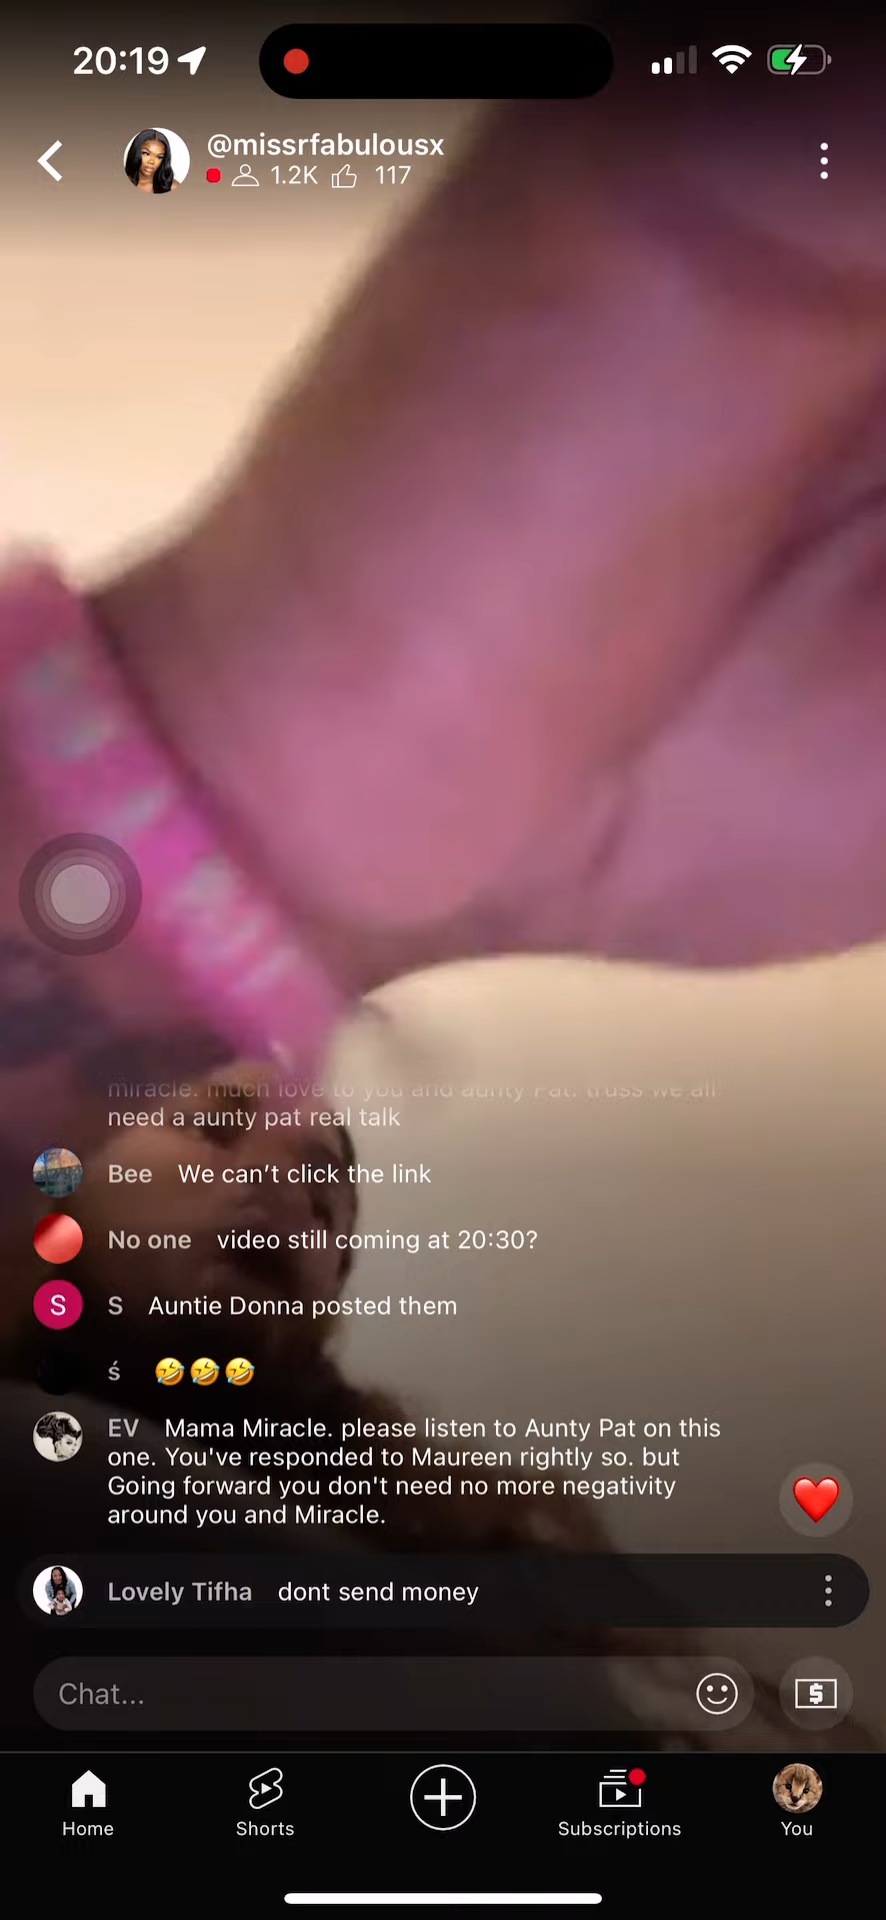 20:19
@missrfabulousx
1.2K 117
miracle. much love to you and aunty Pat. truss we all
need a aunty pat real talk
Bee We can't click the link
No one video still coming at 20:30?
S S Auntie Donna posted them
ś 🤣🤣🤣
EV Mama Miracle. please listen to Aunty Pat on this
one. You've responded to Maureen rightly so. but
Going forward you don't need no more negativity
around you and Miracle.
Lovely Tifha dont send money
Chat...
Home Shorts Subscriptions You